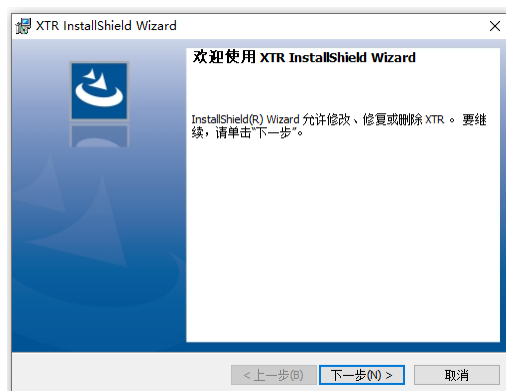 XTR InstallShield Wizard
欢迎使用 XTR InstallShield Wizard
InstallShield(R) Wizard 允许修改、修复或删除 XTR 。 要继
续，请单击“下一步”。
< 上一步(B)
下一步(N) >
取消